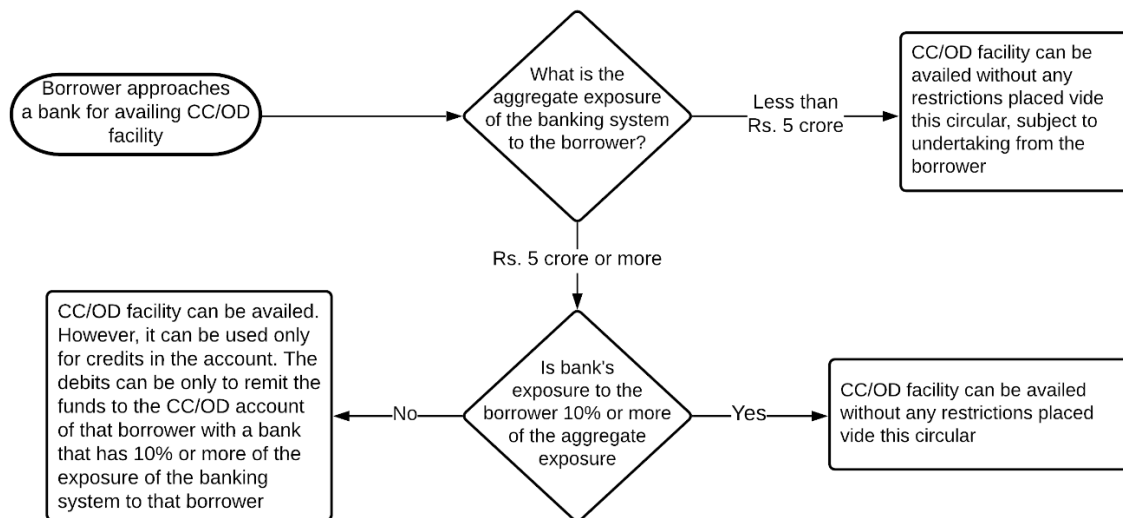 Borrower approaches
a bank for availing CC/OD
facility
What is the
aggregate exposure
of the banking system
to the borrower?
Less than
Rs. 5 crore
CC/OD facility can be
availed without any
restrictions placed vide
this circular, subject to
undertaking from the
borrower
Rs. 5 crore or more
CC/OD facility can be availed.
However, it can be used only
for credits in the account. The
debits can be only to remit the
funds to the CC/OD account
of that borrower with a bank
that has 10% or more of the
exposure of the banking
system to that borrower
No
Is bank's
exposure to the
borrower 10% or more
of the aggregate
exposure
Yes
CC/OD facility can be availed
without any restrictions placed
vide this circular